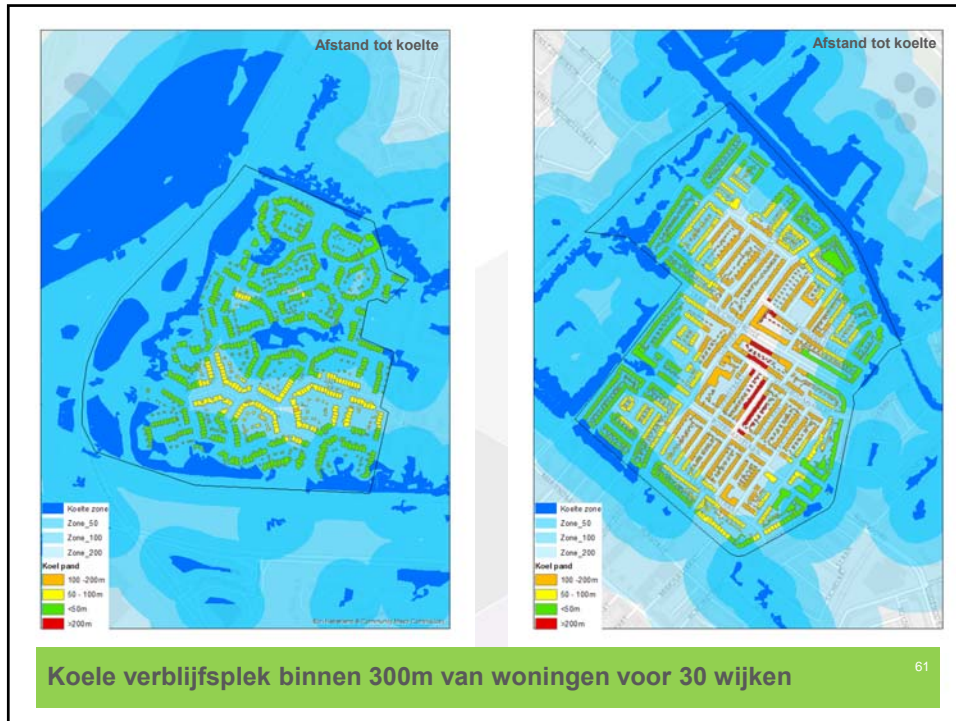 Afstand tot koelte
Koelte zone
Zone_50
Zone_100
Zone_200
Koel pand
100 -200m
50 - 100m
<50m
>200m
Afstand tot koelte
Koelte zone
Zone_50
Zone_100
Zone_200
Koel pand
100 -200m
50 - 100m
<50m
>200m
Koele verblijfsplek binnen 300m van woningen voor 30 wijken
61